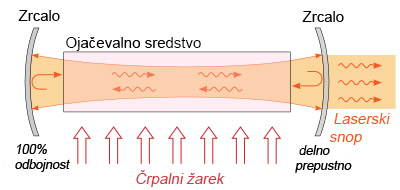 Zrcalo
Zrcalo
Ojačevalno sredstvo
Laserski
snop
100%
odbojnost
delno
prepustno
Črpalni žarek